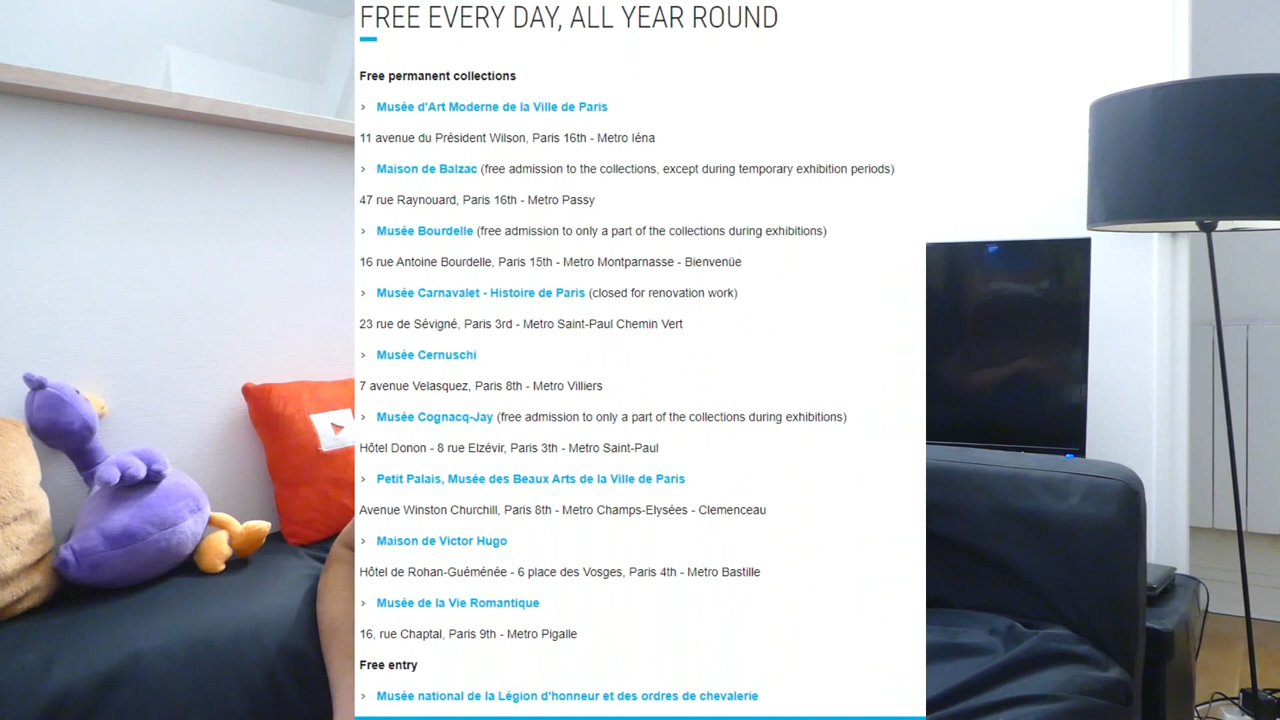 FREE EVERY DAY, ALL YEAR ROUND
Free permanent collections
› Musée d'Art Moderne de la Ville de Paris
11 avenue du Président Wilson, Paris 16th - Metro Iéna
› Maison de Balzac (free admission to the collections, except during temporary exhibition periods)
47 rue Raynouard, Paris 16th - Metro Passy
› Musée Bourdelle (free admission to only a part of the collections during exhibitions)
16 rue Antoine Bourdelle, Paris 15th - Metro Montparnasse - Bienvenüe
› Musée Carnavalet - Histoire de Paris (closed for renovation work)
23 rue de Sévigné, Paris 3rd - Metro Saint-Paul Chemin Vert
› Musée Cernuschi
7 avenue Velasquez, Paris 8th - Metro Villiers
› Musée Cognacq-Jay (free admission to only a part of the collections during exhibitions)
Hôtel Donon - 8 rue Elzévir, Paris 3th - Metro Saint-Paul
› Petit Palais, Musée des Beaux Arts de la Ville de Paris
Avenue Winston Churchill, Paris 8th - Metro Champs-Elysées - Clemenceau
› Maison de Victor Hugo
Hôtel de Rohan-Guéménée - 6 place des Vosges, Paris 4th - Metro Bastille
› Musée de la Vie Romantique
16, rue Chaptal, Paris 9th - Metro Pigalle
Free entry
› Musée national de la Légion d'honneur et des ordres de chevalerie